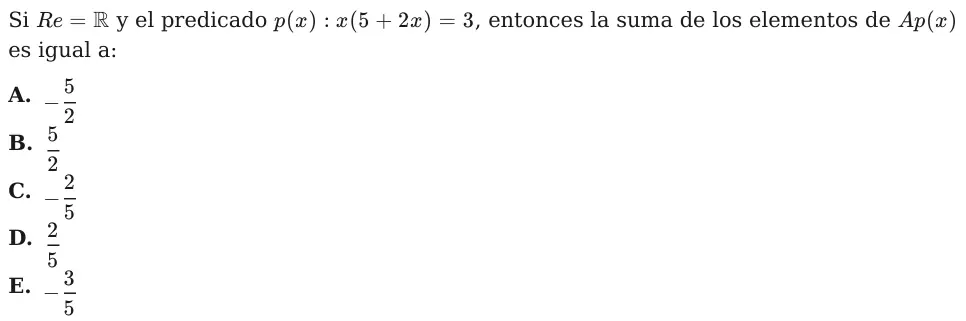 Si Re = ℝ y el predicado p(x) : x(5 + 2x) = 3, entonces la suma de los elementos de Ap(x)
es igual a:
A. −5/2
B. 5/2
C. −2/5
D. 2/5
E. −3/5